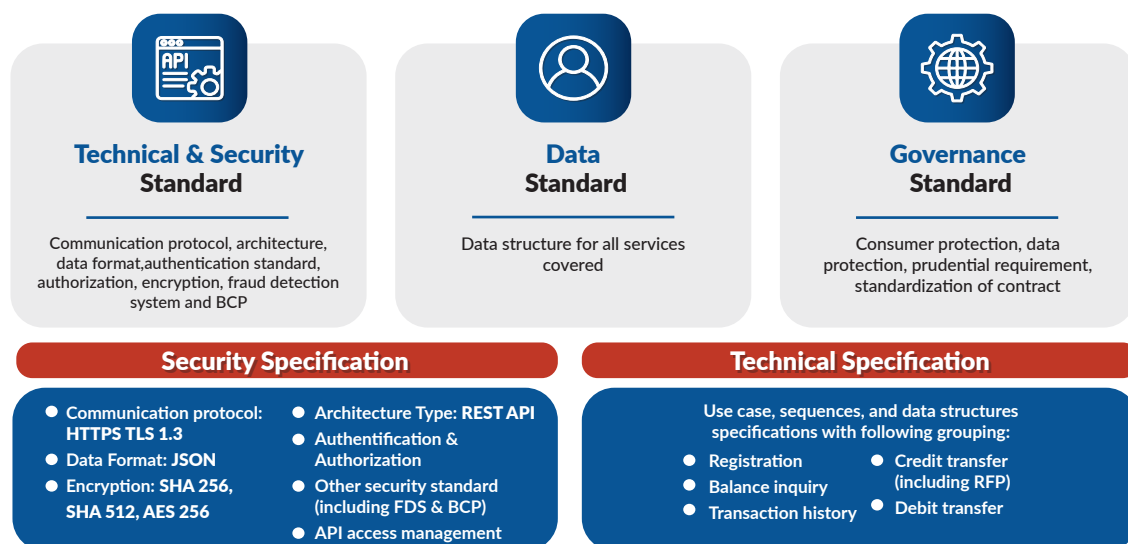 API
Technical & Security
Standard
Communication protocol, architecture,
data format,authentication standard,
authorization, encryption, fraud detection
system and BCP
Data
Standard
Data structure for all services
covered
Governance
Standard
Consumer protection, data
protection, prudential requirement,
standardization of contract
Security Specification
Communication protocol:
HTTPS TLS 1.3
Data Format: JSON
Encryption: SHA 256,
SHA 512, AES 256
Architecture Type: REST API
Authentification &
Authorization
Other security standard
(including FDS & BCP)
API access management
Technical Specification
Use case, sequences, and data structures
specifications with following grouping:
Registration
Balance inquiry
Transaction history
Credit transfer
(including RFP)
Debit transfer